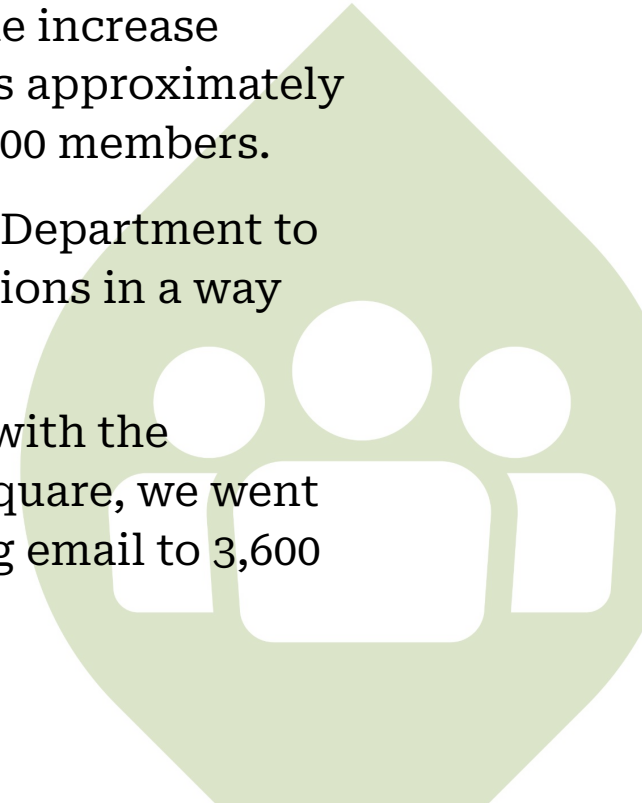 e increase
s approximately
00 members.
Department to
ions in a way
with the
quare, we went
g email to 3,600